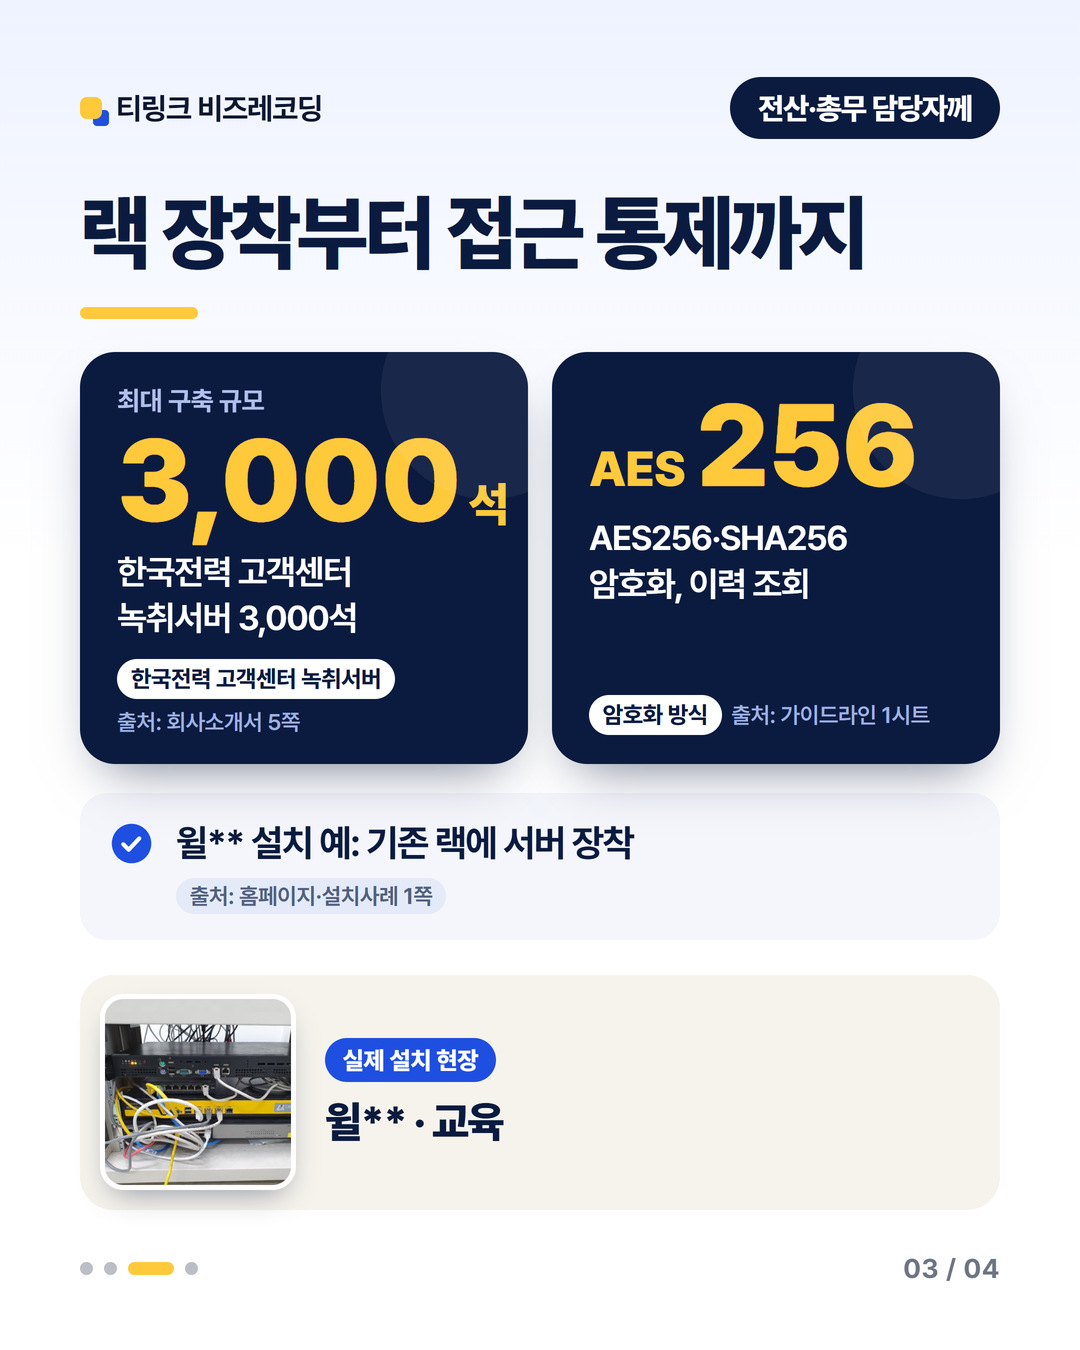 티링크 비즈레코딩
전산·총무 담당자께
랙 장착부터 접근 통제까지
최대 구축 규모
3,000석
한국전력 고객센터
녹취서버 3,000석
한국전력 고객센터 녹취서버
출처: 회사소개서 5쪽
AES 256
AES256·SHA256
암호화, 이력 조회
암호화 방식 출처: 가이드라인 1시트
윌** 설치 예: 기존 랙에 서버 장착
출처: 홈페이지·설치사례 1쪽
실제 설치 현장
윌** · 교육
03 / 04